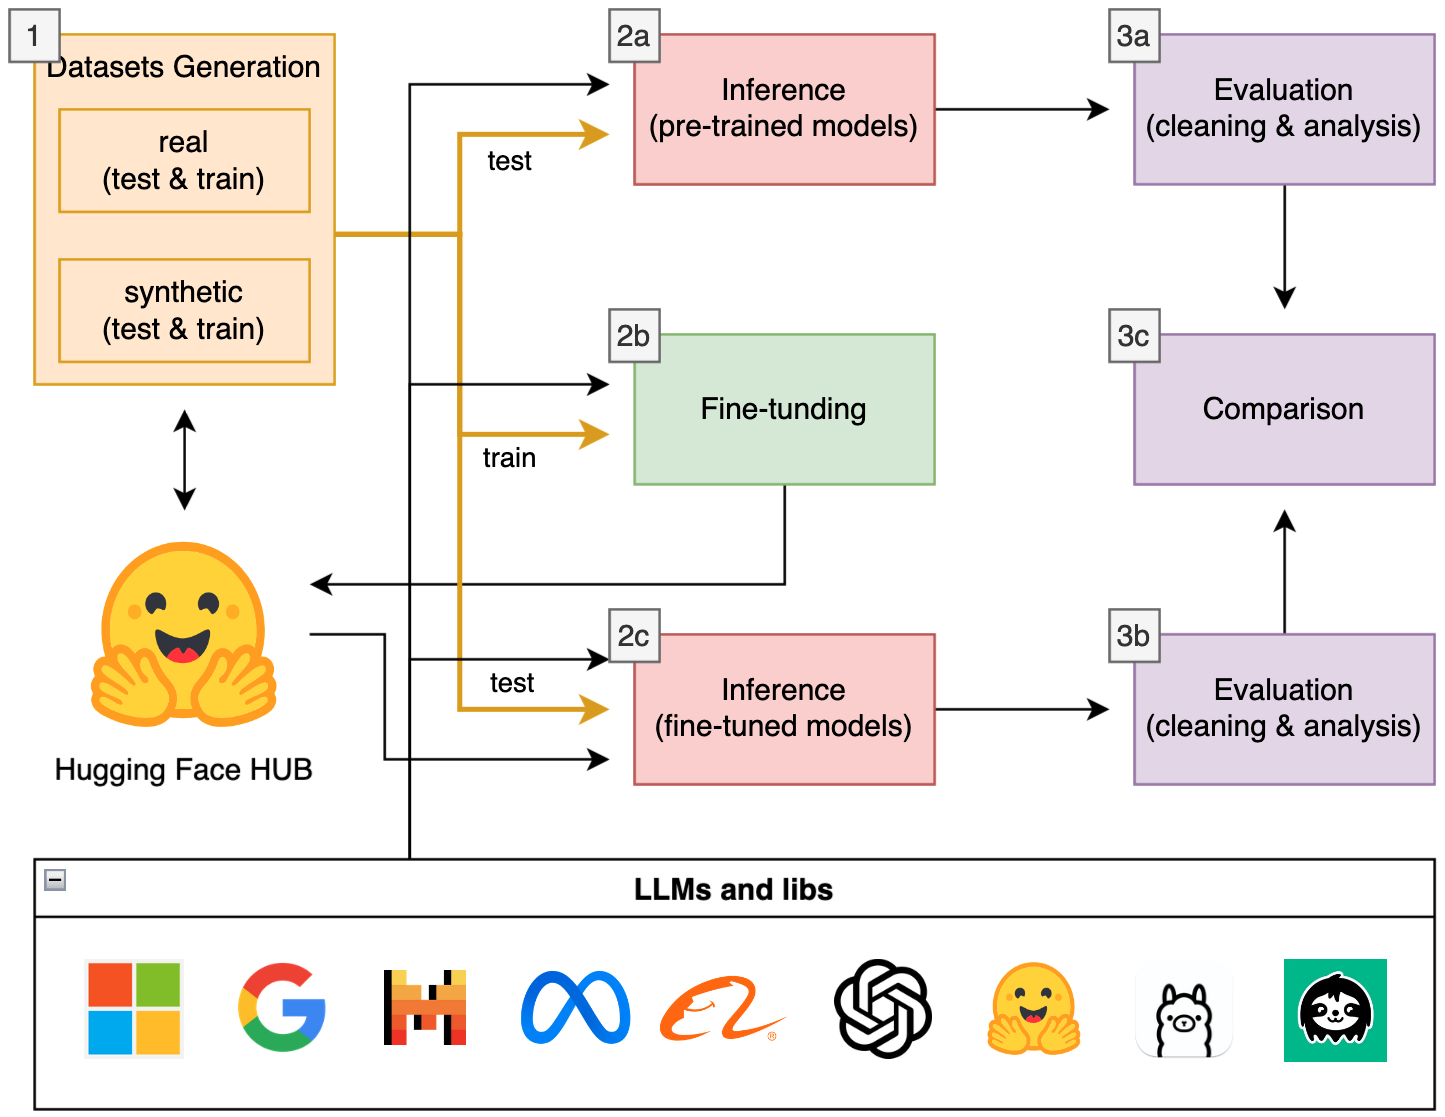 1
Datasets Generation
real
(test & train)
synthetic
(test & train)
Hugging Face HUB
test
train
test
2a
Inference
(pre-trained models)
2b
Fine-tunding
2c
Inference
(fine-tuned models)
3a
Evaluation
(cleaning & analysis)
3c
Comparison
3b
Evaluation
(cleaning & analysis)
LLMs and libs
®